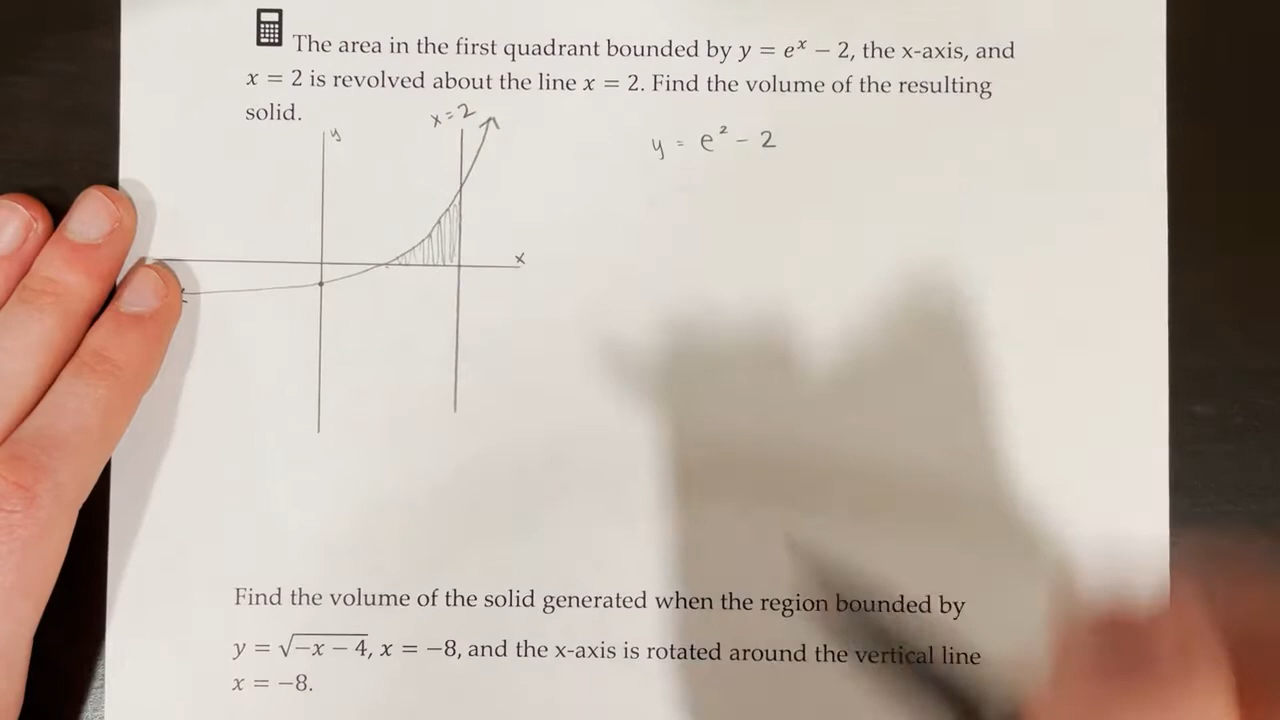 The area in the first quadrant bounded by y = eˣ − 2, the x-axis, and
x = 2 is revolved about the line x = 2. Find the volume of the resulting
solid.
x = 2
y
y = e² - 2
x
Find the volume of the solid generated when the region bounded by
y = √(−x − 4), x = −8, and the x-axis is rotated around the vertical line
x = −8.